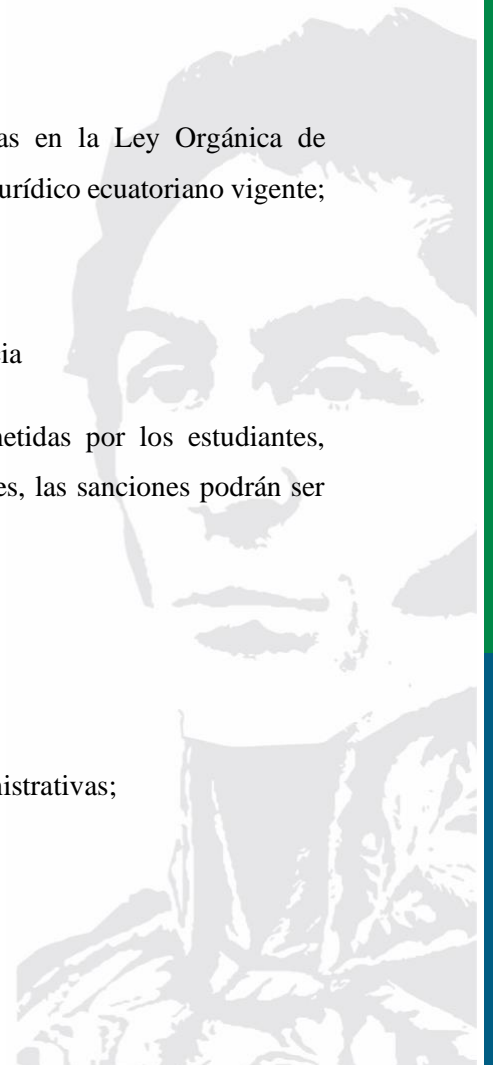 as en la Ley Orgánica de
urídico ecuatoriano vigente;
ia
netidas por los estudiantes,
es, las sanciones podrán ser
nistrativas;